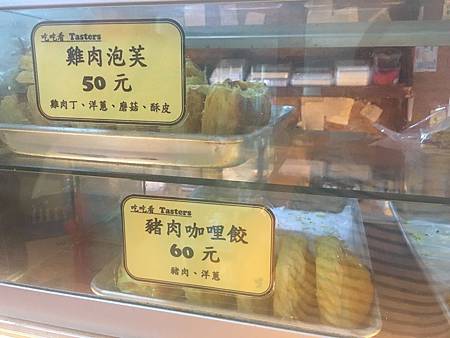 吃吃看 Tasters
雞肉泡芙
50元
雞肉丁、洋蔥、蘑菇、酥皮
吃吃看 Tasters
豬肉咖哩餃
60元
豬肉、洋蔥